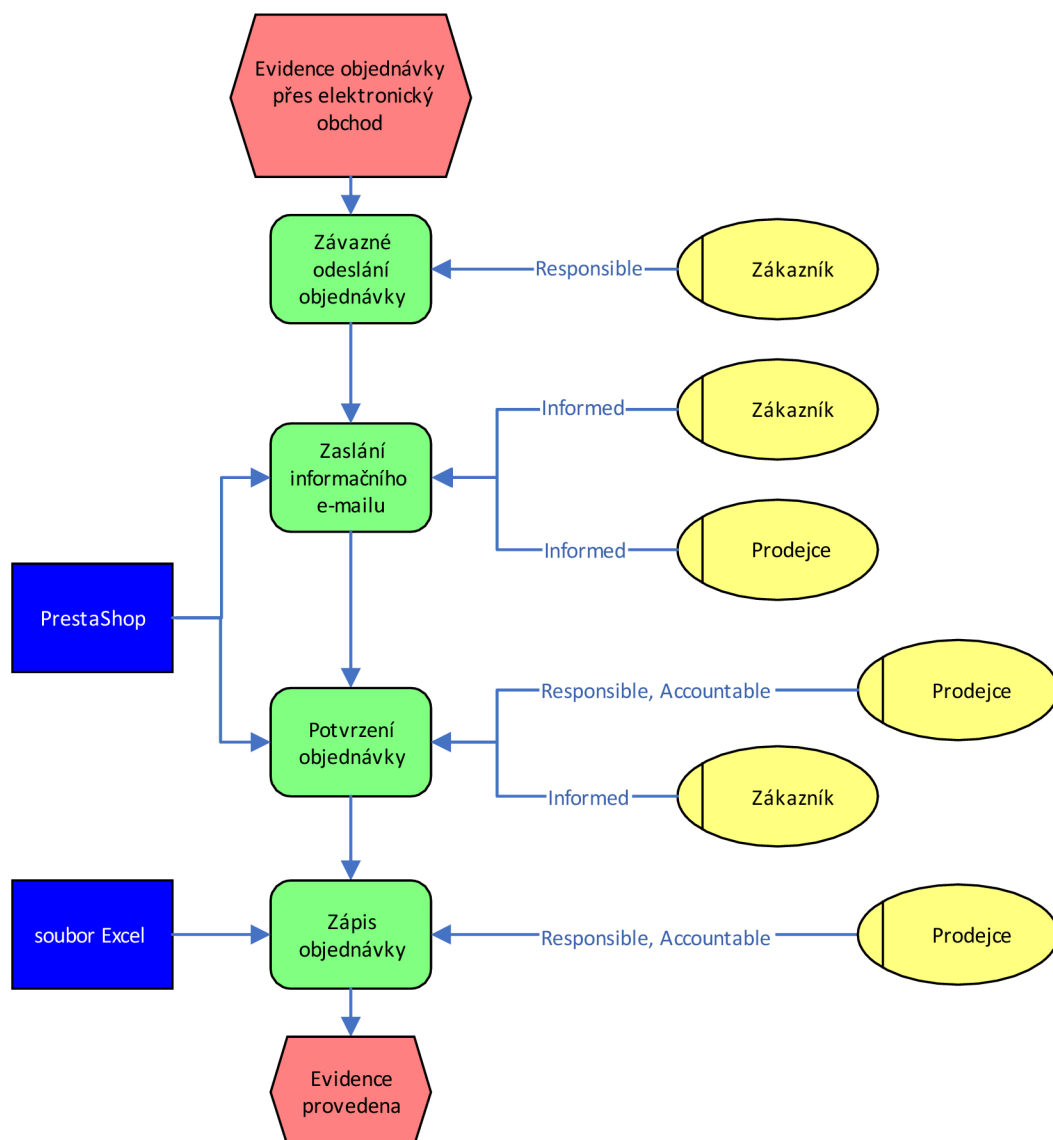 Evidence objednávky
přes elektronický
obchod
Závazné
odeslání
objednávky
Responsible
Zákazník
Informed
Zákazník
Zaslání
informačního
e-mailu
Informed
Prodejce
PrestaShop
Responsible, Accountable
Prodejce
Potvrzení
objednávky
Informed
Zákazník
soubor Excel
Zápis
objednávky
Responsible, Accountable
Prodejce
Evidence
provedena